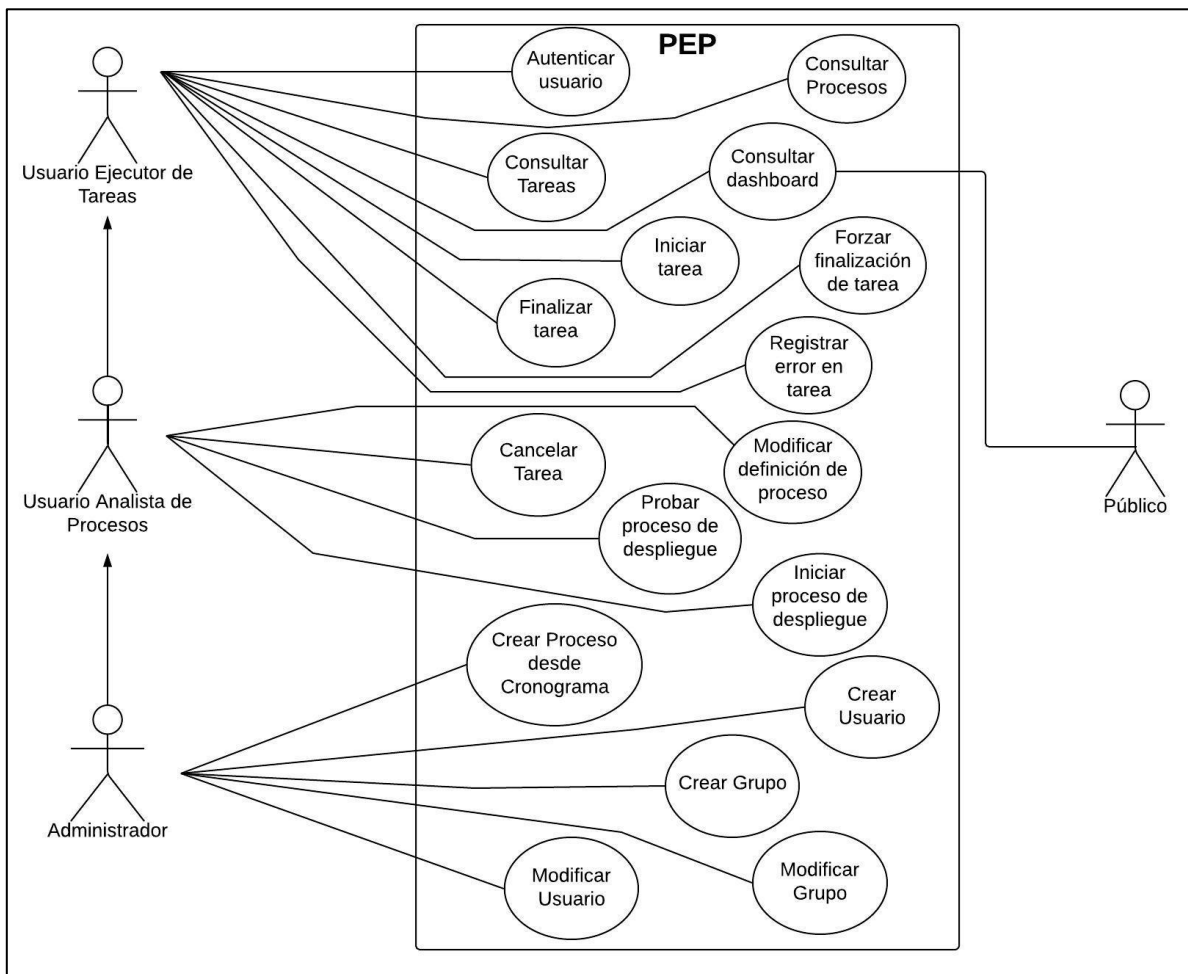 PEP
Autenticar
usuario
Consultar
Procesos
Usuario Ejecutor de
Tareas
Consultar
Tareas
Consultar
dashboard
Iniciar
tarea
Forzar
finalización
de tarea
Finalizar
tarea
Registrar
error en
tarea
Usuario Analista de
Procesos
Cancelar
Tarea
Modificar
definición de
proceso
Público
Probar
proceso de
despliegue
Iniciar
proceso de
despliegue
Crear Proceso
desde
Cronograma
Crear
Usuario
Administrador
Crear Grupo
Modificar
Usuario
Modificar
Grupo